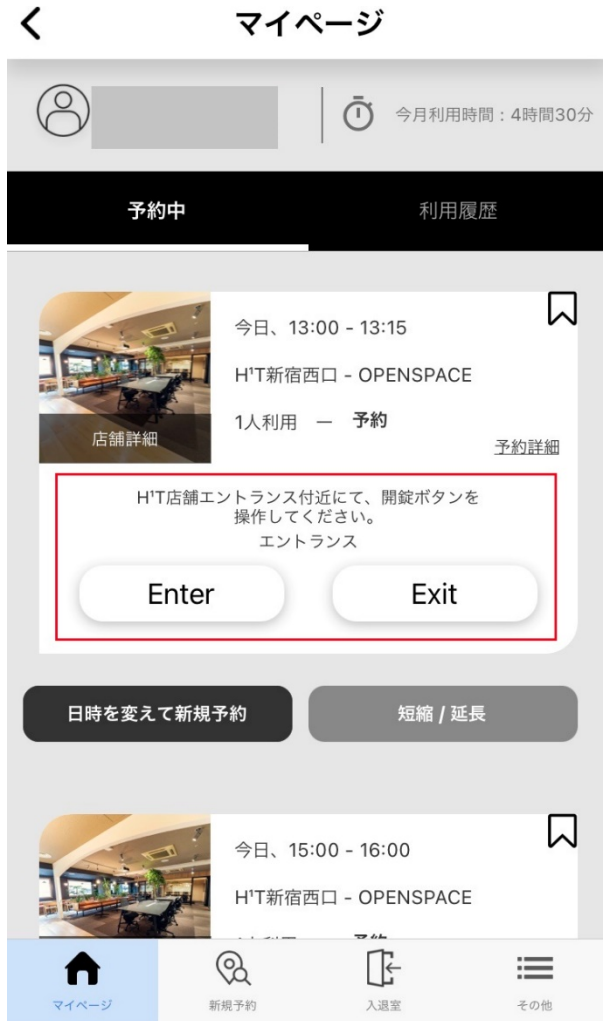 マイページ
今月利用時間：4時間30分
予約中
利用履歴
今日、13:00 - 13:15
H¹T新宿西口 - OPENSPACE
1人利用 ー 予約
店舗詳細
予約詳細
H¹T店舗エントランス付近にて、開錠ボタンを
操作してください。
エントランス
Enter
Exit
日時を変えて新規予約
短縮 / 延長
今日、15:00 - 16:00
H¹T新宿西口 - OPENSPACE
マイページ
新規予約
入退室
その他